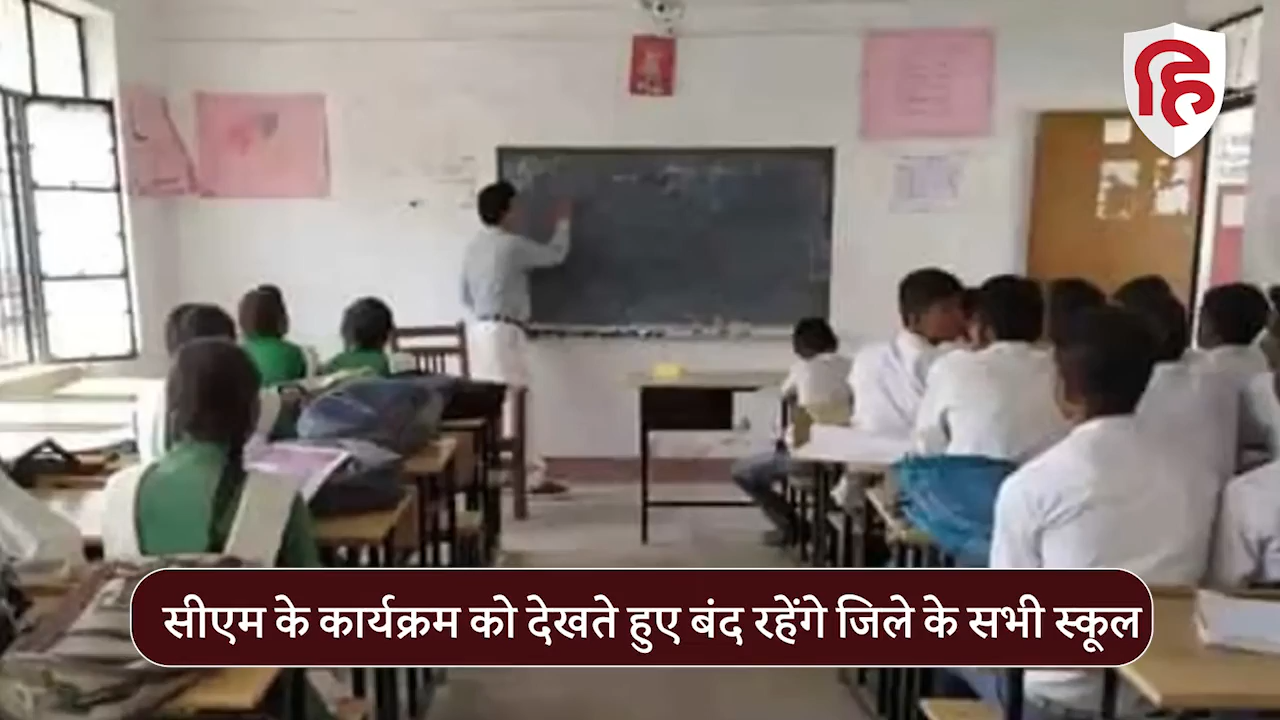 हि
सीएम के कार्यक्रम को देखते हुए बंद रहेंगे जिले के सभी स्कूल